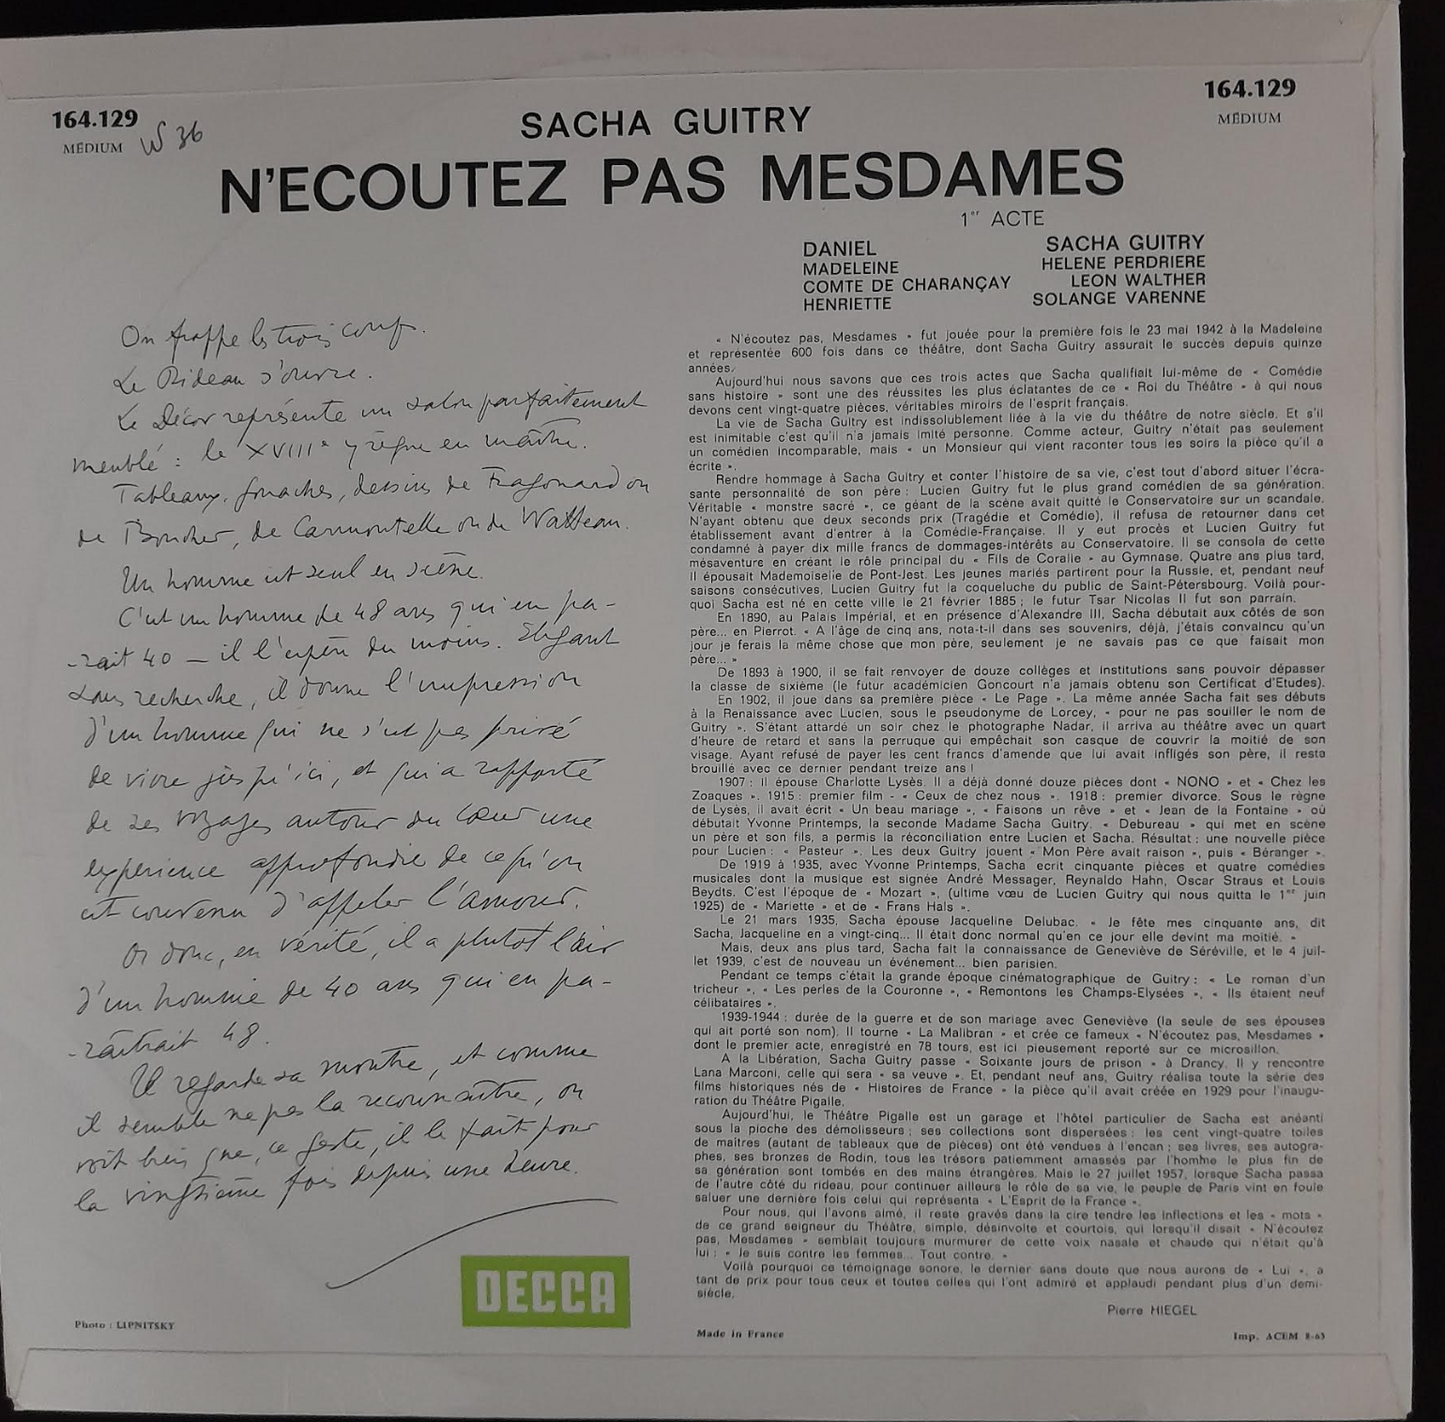 164.129
MÉDIUM
W 36
164.129
MÉDIUM
SACHA GUITRY
N'ECOUTEZ PAS MESDAMES
1er ACTE
DANIEL SACHA GUITRY
MADELEINE HELENE PERDRIERE
COMTE DE CHARANÇAY LEON WALTHER
HENRIETTE SOLANGE VARENNE
On frappe les trois coups.
Le Rideau s'ouvre.
Le Décor représente un salon parfaitement
meublé : le XVIIIe y règne en maître.
Tableaux, gouaches, dessins de Fragonard ou
de Boucher, de Carmontelle ou de Watteau.
Un homme est seul en scène.
C'est un homme de 48 ans qui en pa-
-rait 40 — il l'espère du moins. Elégant
sans recherche, il donne l'impression
d'un homme qui ne s'est pas privé
de vivre jusqu'ici, et qui a rapporté
de ses voyages autour du cœur une
expérience approfondie de ce qu'on
est convenu d'appeler l'amour.
Or donc, en vérité, il a plutôt l'air
d'un homme de 40 ans qui en pa-
-raîtrait 48.
Il regarde sa montre, et comme
il semble ne pas la reconnaître, on
voit bien que, ce geste, il le fait pour
la vingtième fois depuis une heure.
« N'écoutez pas, Mesdames » fut jouée pour la première fois le 23 mai 1942 à la Madeleine
et représentée 600 fois dans ce théâtre, dont Sacha Guitry assurait le succès depuis quinze
années.
Aujourd'hui nous savons que ces trois actes que Sacha qualifiait lui-même de « Comédie
sans histoire » sont une des réussites les plus éclatantes de ce « Roi du Théâtre » à qui nous
devons cent vingt-quatre pièces, véritables miroirs de l'esprit français.
La vie de Sacha Guitry est indissolublement liée à la vie du théâtre de notre siècle. Et s'il
est inimitable c'est qu'il n'a jamais imité personne. Comme acteur, Guitry n'était pas seulement
un comédien incomparable, mais « un Monsieur qui vient raconter tous les soirs la pièce qu'il a
écrite ».
Rendre hommage à Sacha Guitry et conter l'histoire de sa vie, c'est tout d'abord situer l'écra-
sante personnalité de son père : Lucien Guitry fut le plus grand comédien de sa génération.
Véritable « monstre sacré », ce géant de la scène avait quitté le Conservatoire sur un scandale.
N'ayant obtenu que deux seconds prix (Tragédie et Comédie), il refusa de retourner dans cet
établissement avant d'entrer à la Comédie-Française. Il y eut procès et Lucien Guitry fut
condamné à payer dix mille francs de dommages-intérêts au Conservatoire. Il se consola de cette
mésaventure en créant le rôle principal du « Fils de Coralie » au Gymnase. Quatre ans plus tard,
il épousait Mademoiselle de Pont-Jest. Les jeunes mariés partirent pour la Russie, et, pendant neuf
saisons consécutives, Lucien Guitry fut la coqueluche du public de Saint-Pétersbourg. Voilà pour-
quoi Sacha est né en cette ville le 21 février 1885 ; le futur Tsar Nicolas II fut son parrain.
En 1890, au Palais Impérial, et en présence d'Alexandre III, Sacha débutait aux côtés de son
père... en Pierrot. « A l'âge de cinq ans, nota-t-il dans ses souvenirs, déjà, j'étais convaincu qu'un
jour je ferais la même chose que mon père, seulement je ne savais pas ce que faisait mon
père... »
De 1893 à 1900, il se fait renvoyer de douze collèges et institutions sans pouvoir dépasser
la classe de sixième (le futur académicien Goncourt n'a jamais obtenu son Certificat d'Etudes).
En 1902, il joue dans sa première pièce « Le Page ». La même année Sacha fait ses débuts
à la Renaissance avec Lucien, sous le pseudonyme de Lorcey, « pour ne pas souiller le nom de
Guitry ». S'étant attardé un soir chez le photographe Nadar, il arriva au théâtre avec un quart
d'heure de retard et sans la perruque qui empêchait son casque de couvrir la moitié de son
visage. Ayant refusé de payer les cent francs d'amende que lui avait infligés son père, il resta
brouillé avec ce dernier pendant treize ans !
1907 : il épouse Charlotte Lysès. Il a déjà donné douze pièces dont « NONO » et « Chez les
Zoaques ». 1915 : premier film - « Ceux de chez nous ». 1918 : premier divorce. Sous le règne
de Lysès, il avait écrit « Un beau mariage », « Faisons un rêve » et « Jean de la Fontaine » où
débutait Yvonne Printemps, la seconde Madame Sacha Guitry. « Debureau » qui met en scène
un père et son fils, a permis la réconciliation entre Lucien et Sacha. Résultat : une nouvelle pièce
pour Lucien : « Pasteur ». Les deux Guitry jouent « Mon Père avait raison », puis « Béranger ».
De 1919 à 1935, avec Yvonne Printemps, Sacha ecrit cinquante pièces et quatre comédies
musicales dont la musique est signée André Messager, Reynaldo Hahn, Oscar Straus et Louis
Beydts. C'est l'époque de « Mozart », (ultime vœu de Lucien Guitry qui nous quitta le 1er juin
1925) de « Mariette » et de « Frans Hals ».
Le 21 mars 1935, Sacha épouse Jacqueline Delubac. « Je fête mes cinquante ans, dit
Sacha, Jacqueline en a vingt-cinq... Il était donc normal qu'en ce jour elle devint ma moitié. »
Mais, deux ans plus tard, Sacha fait la connaissance de Geneviève de Séréville, et le 4 juil-
let 1939, c'est de nouveau un événement... bien parisien.
Pendant ce temps c'était la grande époque cinématographique de Guitry : « Le roman d'un
tricheur », « Les perles de la Couronne », « Remontons les Champs-Elysées », « Ils étaient neuf
célibataires ».
1939-1944 : durée de la guerre et de son mariage avec Geneviève (la seule de ses épouses
qui ait porté son nom). Il tourne « La Malibran » et crée ce fameux « N'écoutez pas, Mesdames »
dont le premier acte, enregistré en 78 tours, est ici pieusement reporté sur ce microsillon.
A la Libération, Sacha Guitry passe « Soixante jours de prison » à Drancy. Il y rencontre
Lana Marconi, celle qui sera « sa veuve ». Et, pendant neuf ans, Guitry réalisa toute la série des
films historiques nés de « Histoires de France » la pièce qu'il avait créée en 1929 pour l'inaugu-
ration du Théâtre Pigalle.
Aujourd'hui, le Théâtre Pigalle est un garage et l'hôtel particulier de Sacha est anéanti
sous la pioche des démolisseurs ; ses collections sont dispersées : les cent vingt-quatre toiles
de maîtres (autant de tableaux que de pièces) ont été vendues à l'encan ; ses livres, ses autogra-
phes, ses bronzes de Rodin, tous les trésors patiemment amassés par l'homme le plus fin de
sa génération sont tombés en des mains étrangères. Mais le 27 juillet 1957, lorsque Sacha passa
de l'autre côté du rideau, pour continuer ailleurs le rôle de sa vie, le peuple de Paris vint en foule
saluer une dernière fois celui qui représenta « L'Esprit de la France ».
Pour nous, qui l'avons aimé, il reste gravés dans la cire tendre les inflections et les « mots »
de ce grand seigneur du Théâtre, simple, désinvolte et courtois, qui lorsqu'il disait « N'écoutez
pas, Mesdames » semblait toujours murmurer de cette voix nasale et chaude qui n'était qu'à
lui : « Je suis contre les femmes... Tout contre. »
Voilà pourquoi ce témoignage sonore, le dernier sans doute que nous aurons de « Lui », a
tant de prix pour tous ceux et toutes celles qui l'ont admiré et applaudi pendant plus d'un demi-
siècle.
Pierre HIEGEL
DECCA
Photo : LIPNITSKY
Made in France
Imp. ACEM 8-65